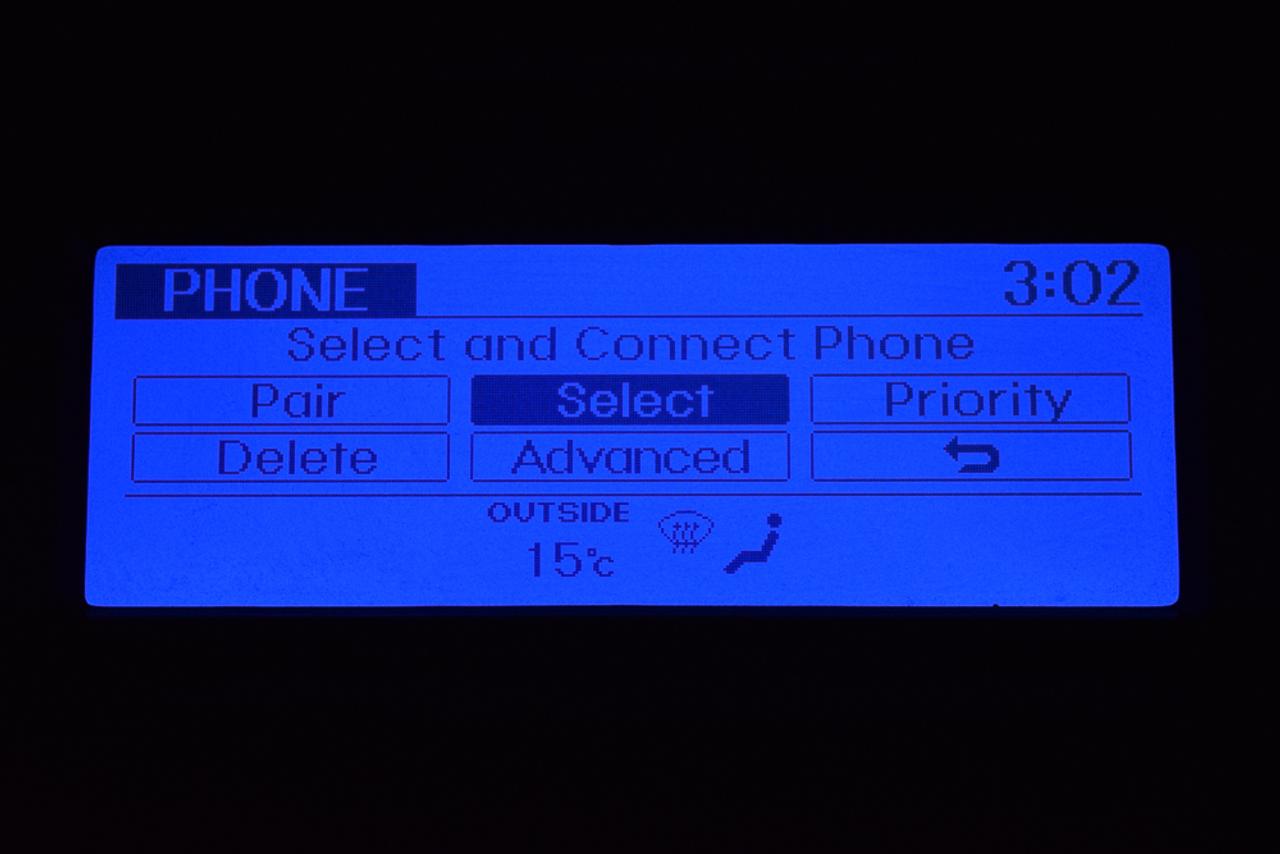 PHONE 3:02
Select and Connect Phone
Pair Select Priority
Delete Advanced
OUTSIDE
15°c